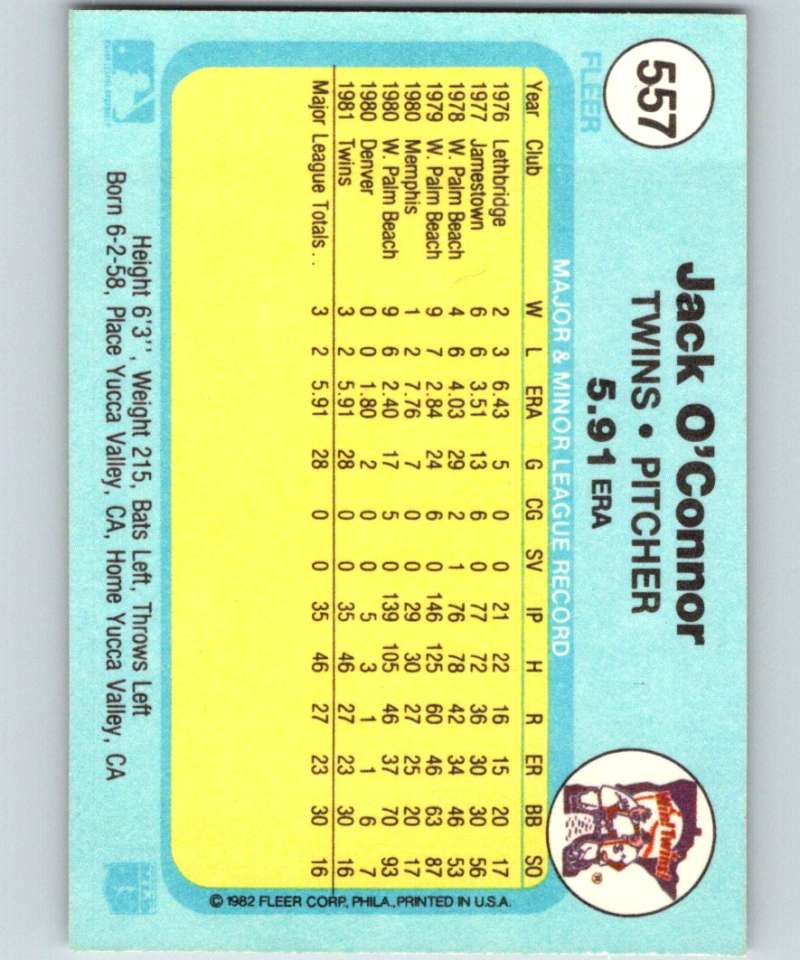 557
FLEER
Jack O'Connor
TWINS • PITCHER
5.91 ERA
Win! Twins!
®
MAJOR & MINOR LEAGUE RECORD
Year Club W L ERA G CG SV IP H R ER BB SO
1976 Lethbridge 2 3 6.43 5 0 0 21 22 16 15 20 17
1977 Jamestown 6 6 3.51 13 6 0 77 72 36 30 30 56
1978 W. Palm Beach 4 6 4.03 29 2 1 76 78 42 34 46 53
1979 W. Palm Beach 9 7 2.84 24 6 0 146 125 60 46 63 87
1980 Memphis 1 2 7.76 7 0 0 29 30 27 25 20 17
1980 W. Palm Beach 9 6 2.40 17 5 0 139 105 46 37 70 93
1980 Denver 0 0 1.80 2 0 0 5 3 1 1 6 7
1981 Twins 3 2 5.91 28 0 0 35 46 27 23 30 16
Major League Totals.. 3 2 5.91 28 0 0 35 46 27 23 30 16
© 1982 FLEER CORP., PHILA., PRINTED IN U.S.A.
Height 6'3'', Weight 215, Bats Left, Throws Left
Born 6-2-58, Place Yucca Valley, CA, Home Yucca Valley, CA